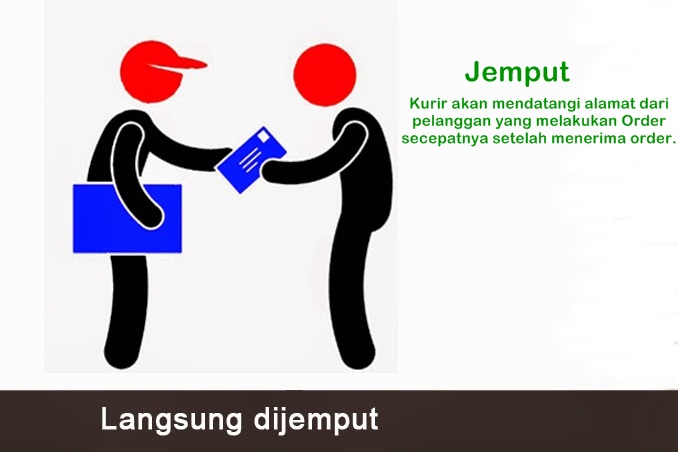 Jemput
Kurir akan mendatangi alamat dari
pelanggan yang melakukan Order
secepatnya setelah menerima order.
Langsung dijemput